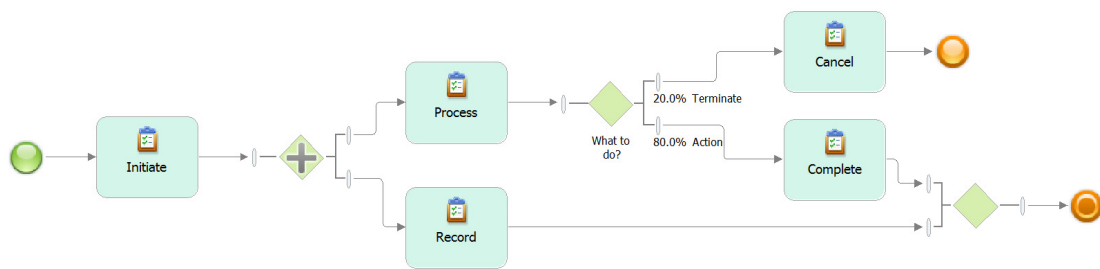 Initiate
Process
Record
What to
do?
20.0% Terminate
80.0% Action
Cancel
Complete